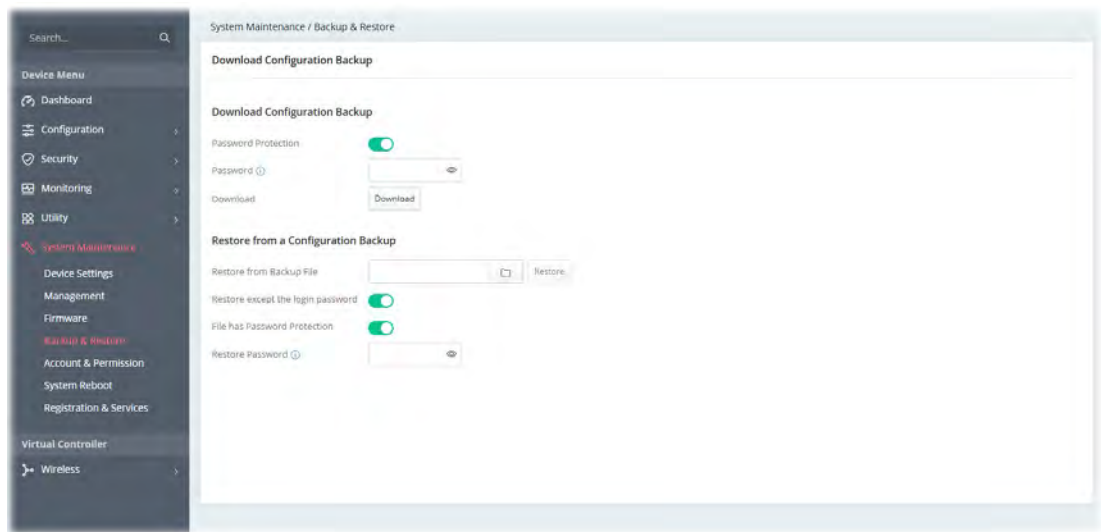 Search...
Device Menu
Dashboard
Configuration
Security
Monitoring
Utility
System Maintenance
Device Settings
Management
Firmware
Backup & Restore
Account & Permission
System Reboot
Registration & Services
Virtual Controller
Wireless
System Maintenance / Backup & Restore
Download Configuration Backup
Download Configuration Backup
Password Protection
Password
Download Download
Restore from a Configuration Backup
Restore from Backup File Restore
Restore except the login password
File has Password Protection
Restore Password